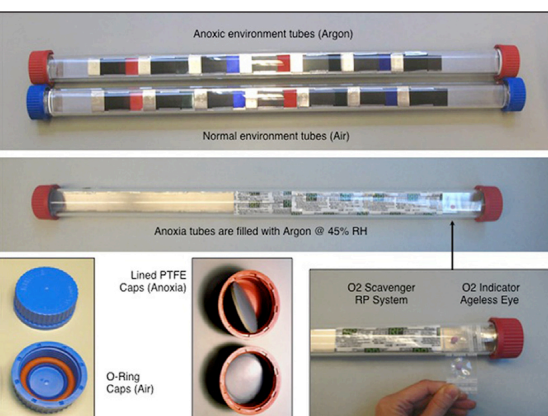 Anoxic environment tubes (Argon)
Normal environment tubes (Air)
Anoxia tubes are filled with Argon @ 45% RH
Lined PTFE
Caps (Anoxia)
O-Ring
Caps (Air)
O2 Scavenger
RP System
O2 Indicator
Ageless Eye